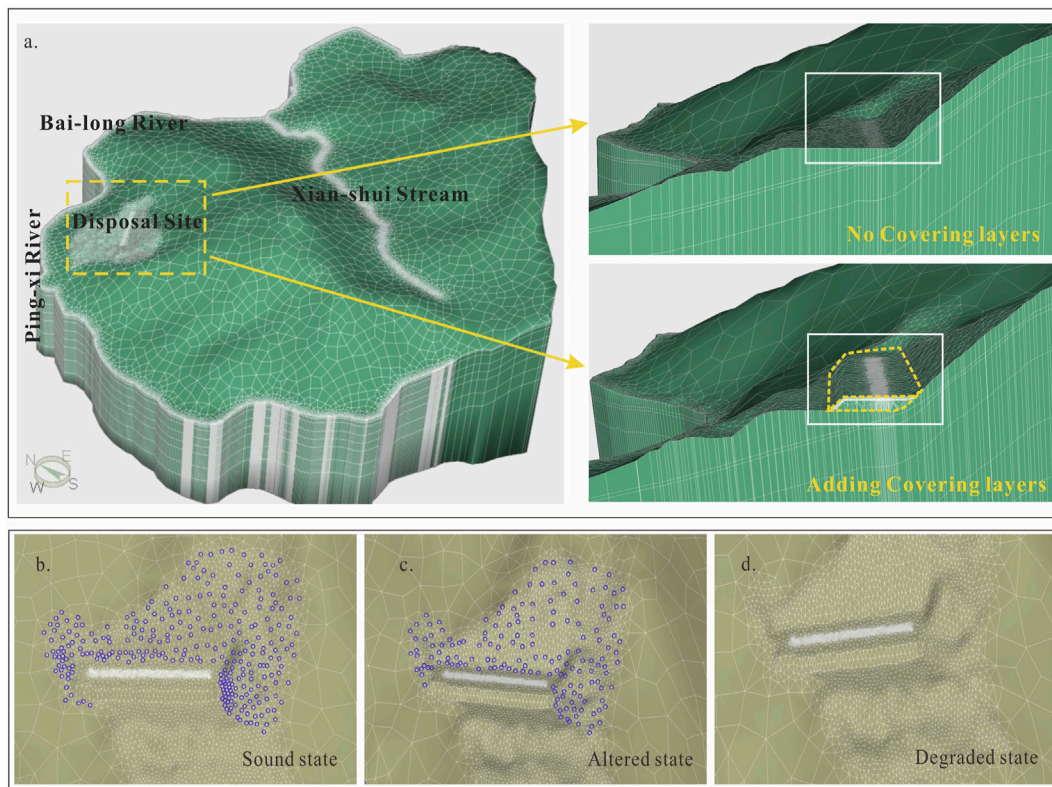 a.
Bai-long River
Xian-shui Stream
Disposal Site
Ping-xi River
N
E
W
S
No Covering layers
Adding Covering layers
b.
Sound state
c.
Altered state
d.
Degraded state